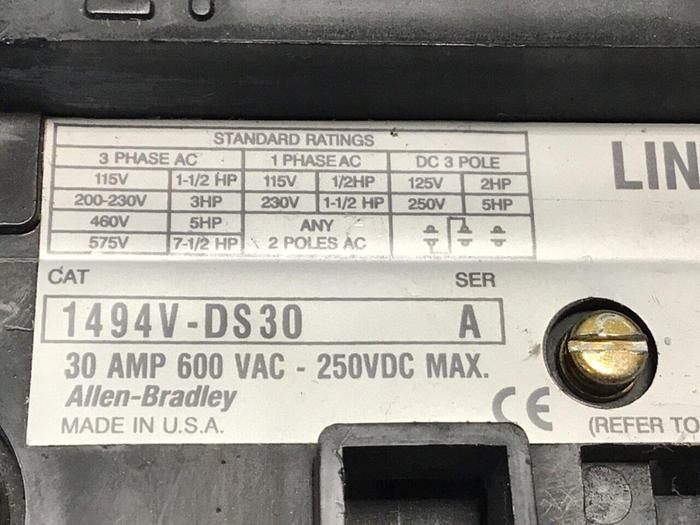 STANDARD RATINGS
3 PHASE AC 1 PHASE AC DC 3 POLE
115V 1-1/2 HP 115V 1/2HP 125V 2HP
200-230V 3HP 230V 1-1/2 HP 250V 5HP
460V 5HP ANY
575V 7-1/2 HP 2 POLES AC
LIN
CAT SER
1494V-DS30 A
30 AMP 600 VAC - 250VDC MAX.
Allen-Bradley
MADE IN U.S.A.
CE
(REFER TO